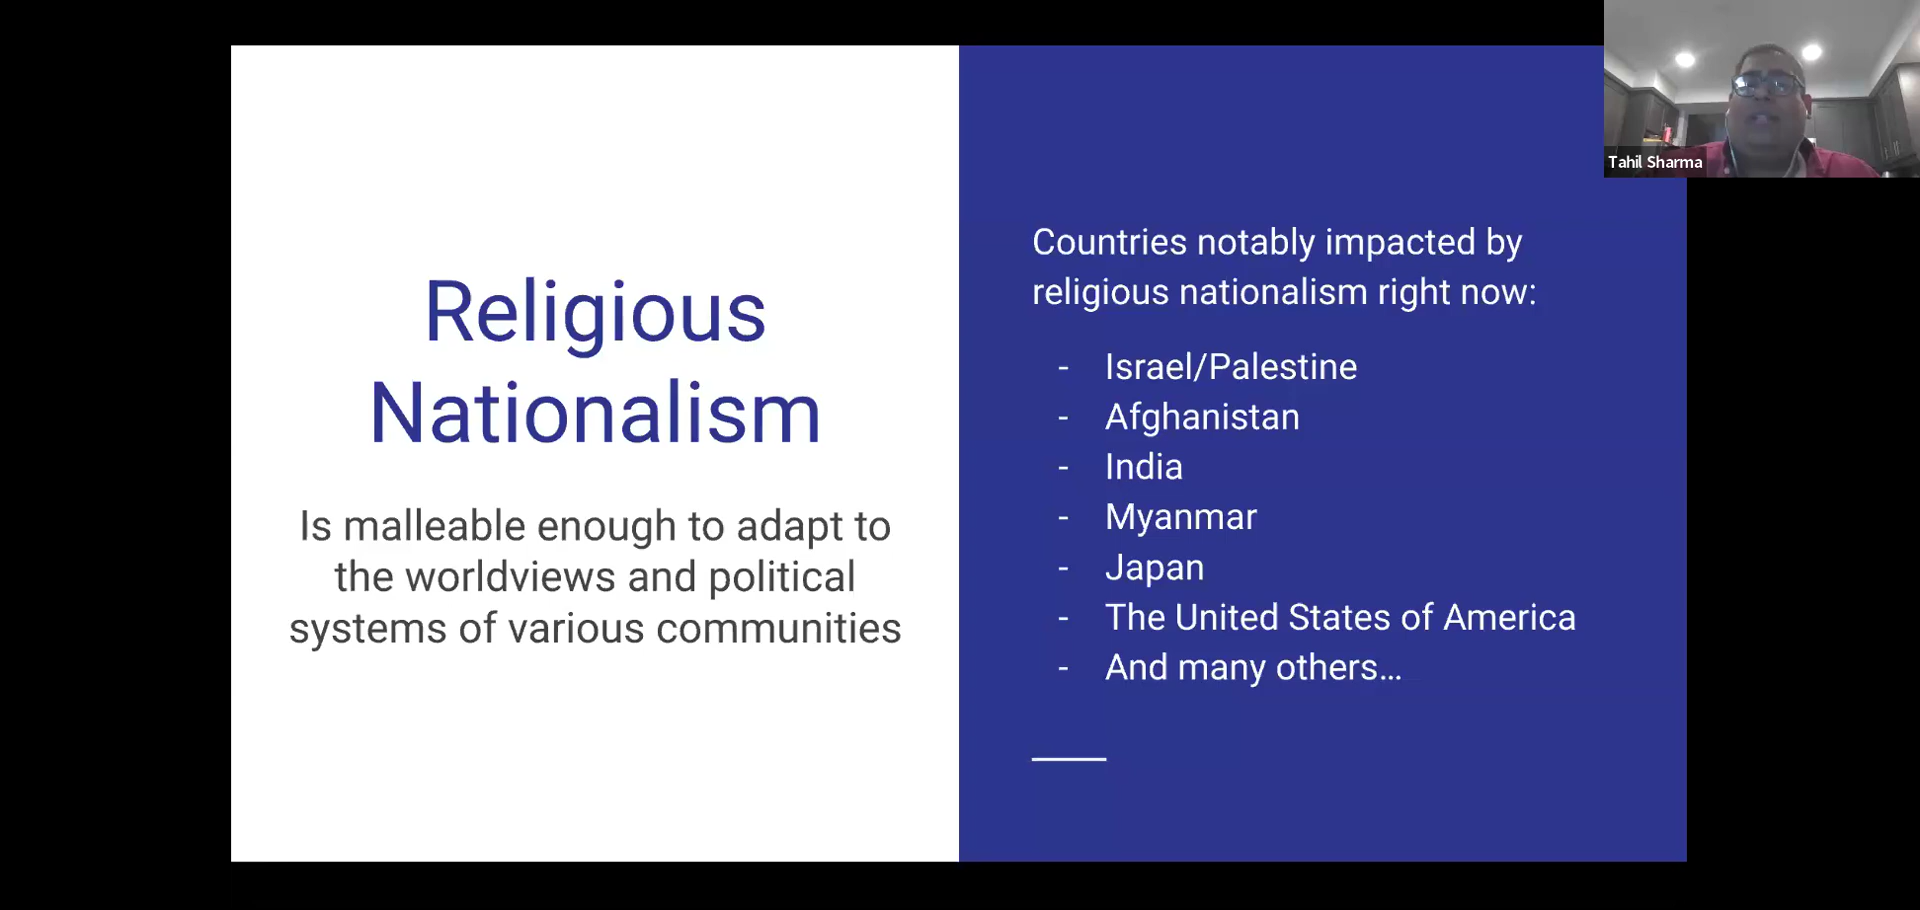 Religious
Nationalism
Is malleable enough to adapt to
the worldviews and political
systems of various communities
Countries notably impacted by
religious nationalism right now:
- Israel/Palestine
- Afghanistan
- India
- Myanmar
- Japan
- The United States of America
- And many others…
Tahil Sharma